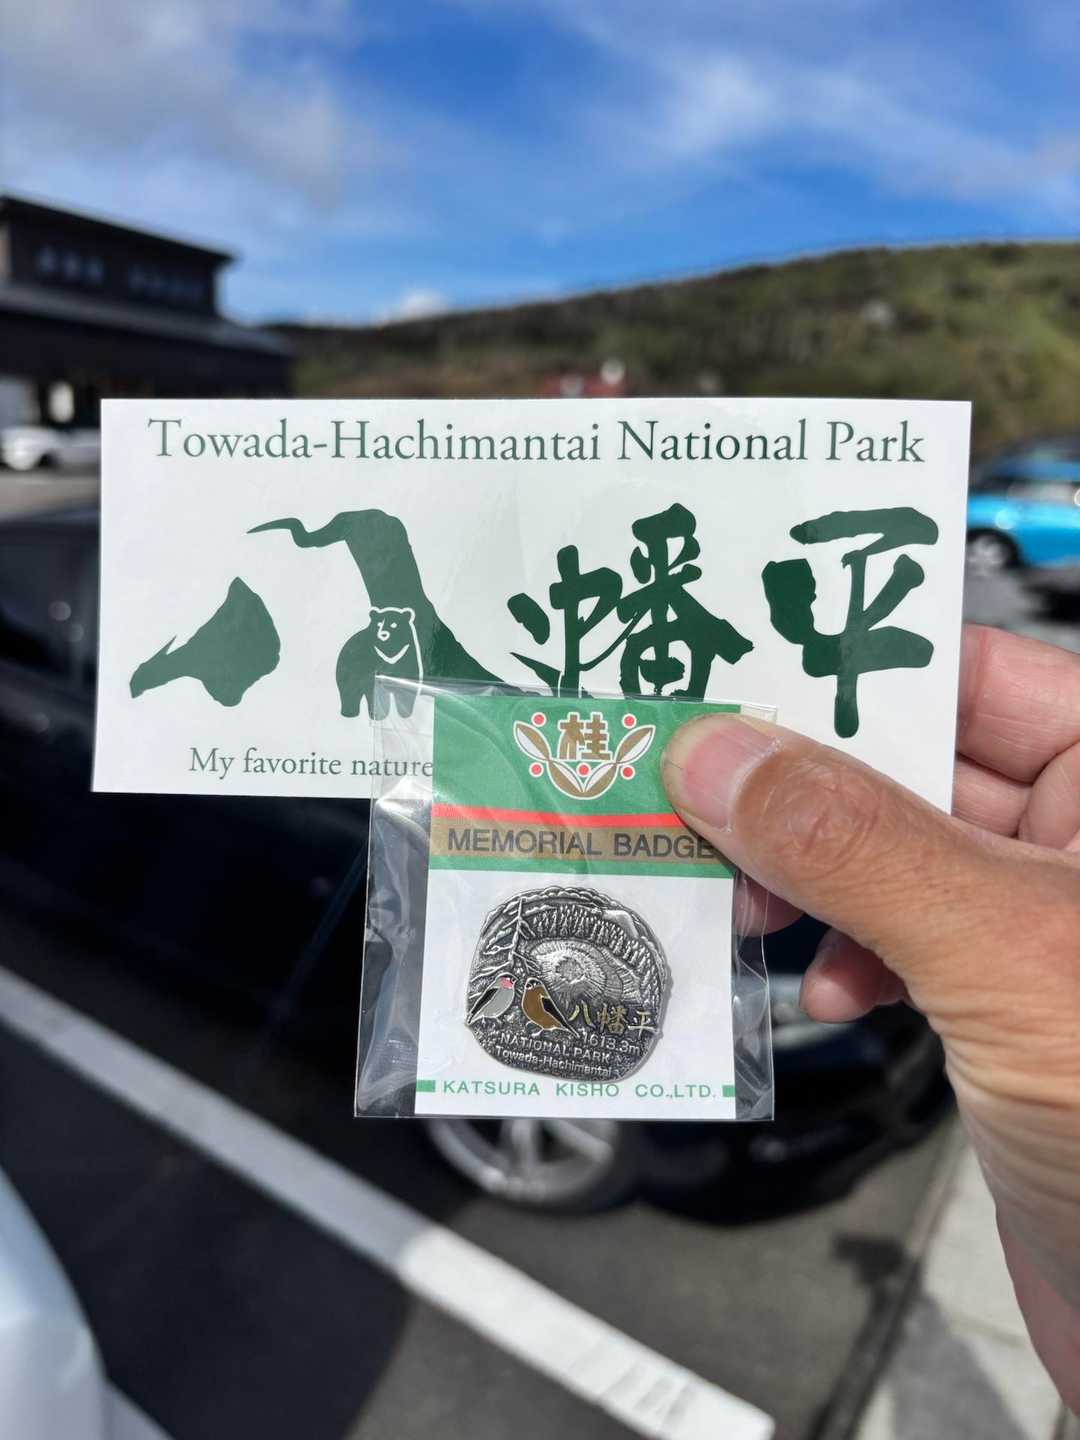 Towada-Hachimantai National Park
八幡平
My favorite nature
桂
MEMORIAL BADGE
八幡平
1613.3m
NATIONAL PARK
Towada-Hachimantai
KATSURA KISHO CO.,LTD.